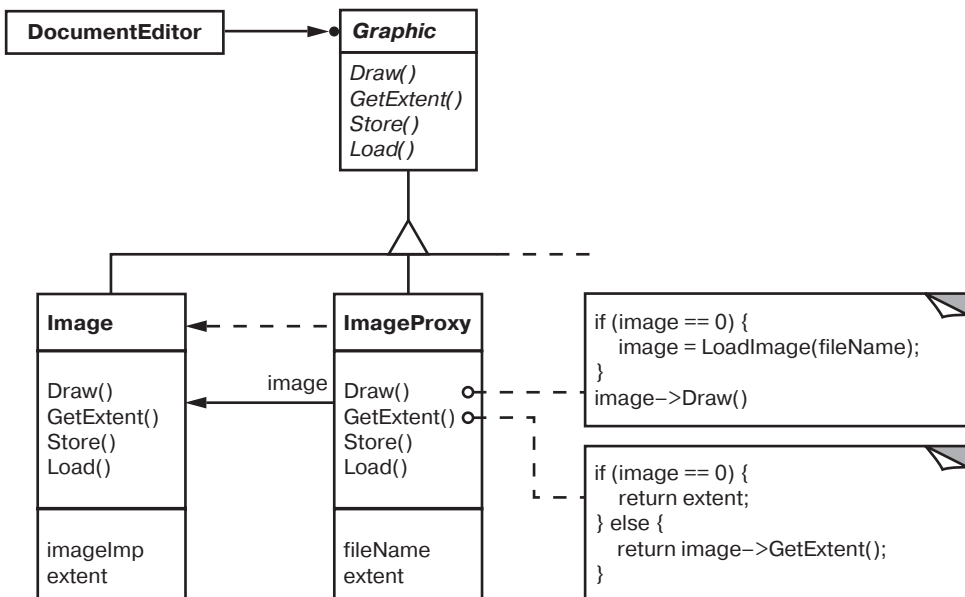 DocumentEditor
Graphic
Draw()
GetExtent()
Store()
Load()
Image
Draw()
GetExtent()
Store()
Load()
imageImp
extent
image
ImageProxy
Draw()
GetExtent()
Store()
Load()
fileName
extent
if (image == 0) {
image = LoadImage(fileName);
}
image–>Draw()
if (image == 0) {
return extent;
} else {
return image–>GetExtent();
}